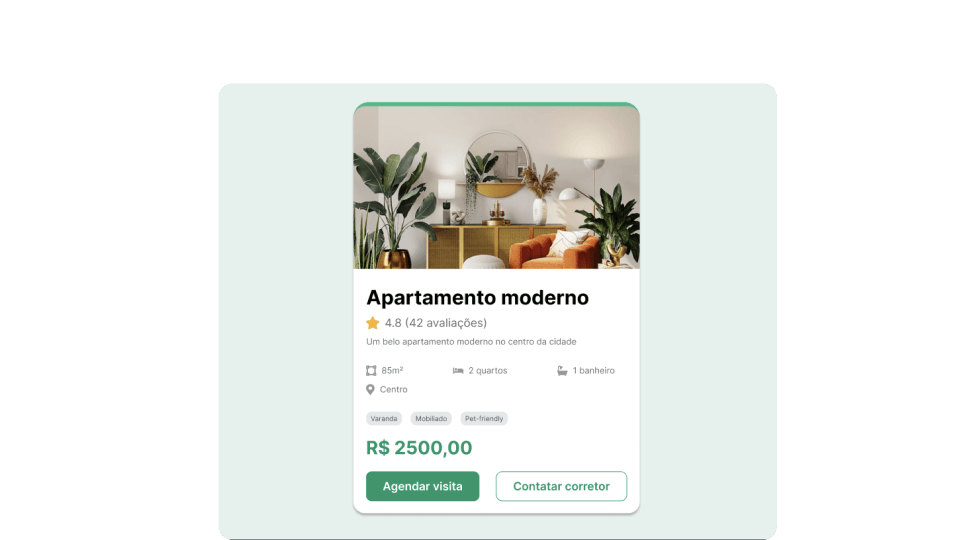 Apartamento moderno
4.8 (42 avaliações)
Um belo apartamento moderno no centro da cidade
85m² 2 quartos 1 banheiro
Centro
Varanda Mobiliado Pet-friendly
R$ 2500,00
Agendar visita Contatar corretor